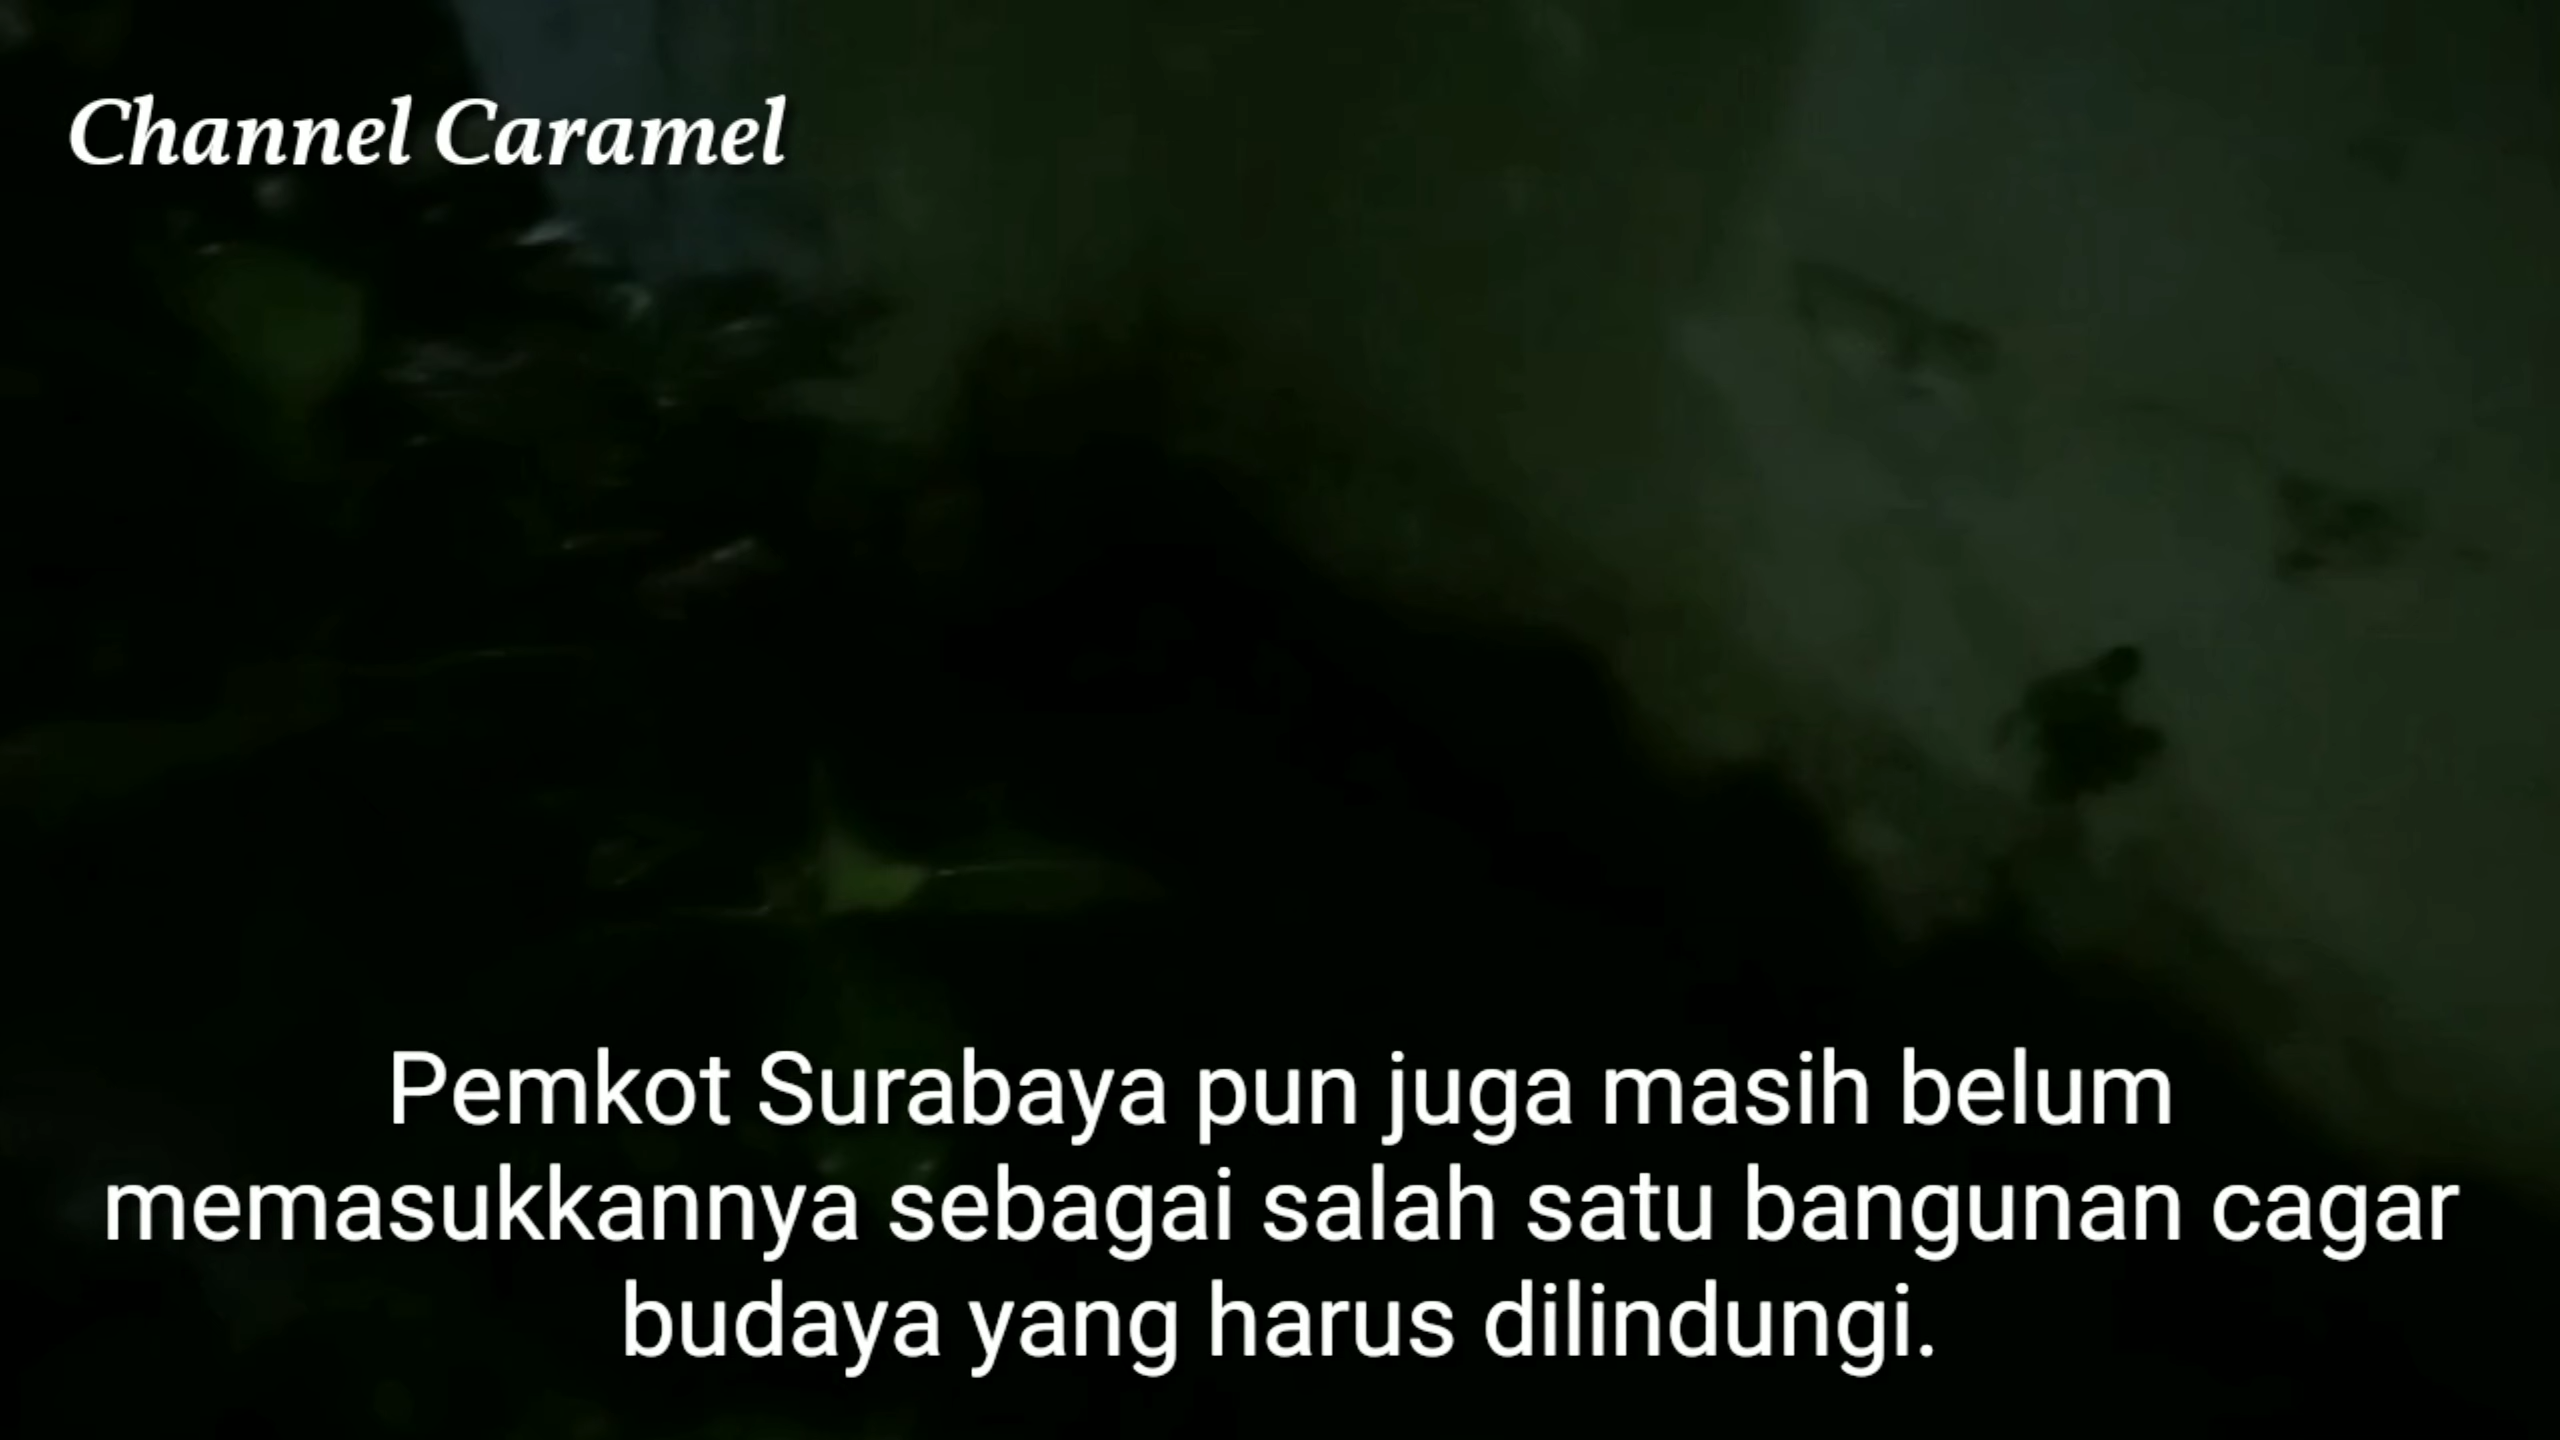 Channel Caramel
Pemkot Surabaya pun juga masih belum
memasukkannya sebagai salah satu bangunan cagar
budaya yang harus dilindungi.